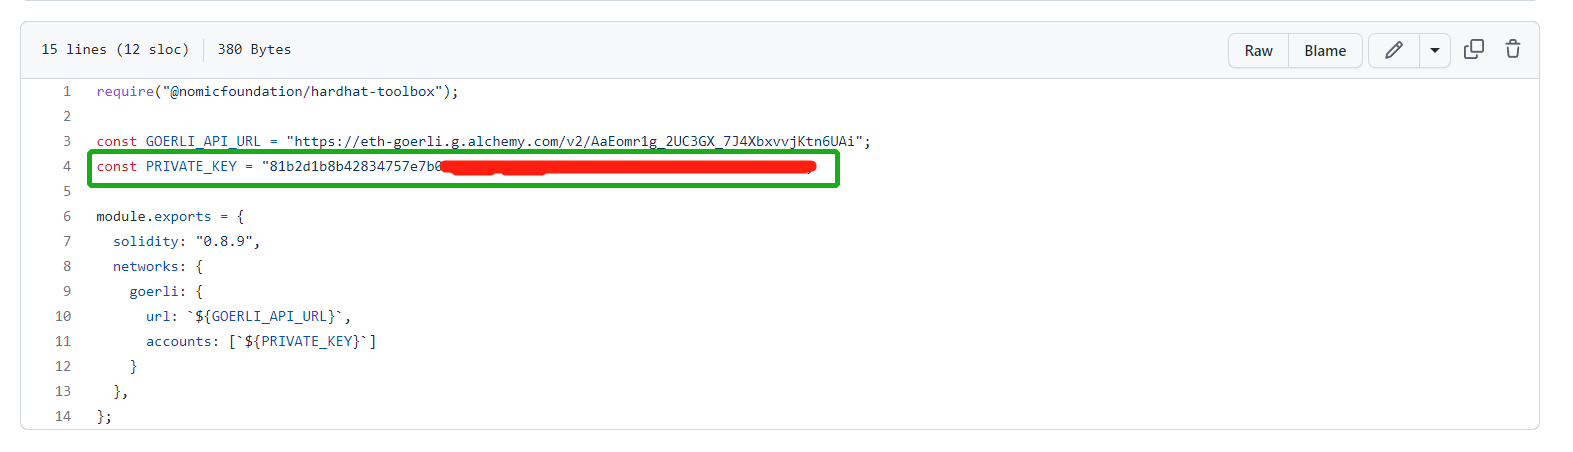 15 lines (12 sloc) 380 Bytes Raw Blame
1 require("@nomicfoundation/hardhat-toolbox");
2
3 const GOERLI_API_URL = "https://eth-goerli.g.alchemy.com/v2/AaEomr1g_2UC3GX_7J4XbxvvjKtn6UAi";
4 const PRIVATE_KEY = "81b2d1b8b42834757e7b0
5
6 module.exports = {
7 solidity: "0.8.9",
8 networks: {
9 goerli: {
10 url: `${GOERLI_API_URL}`,
11 accounts: [`${PRIVATE_KEY}`]
12 }
13 },
14 };